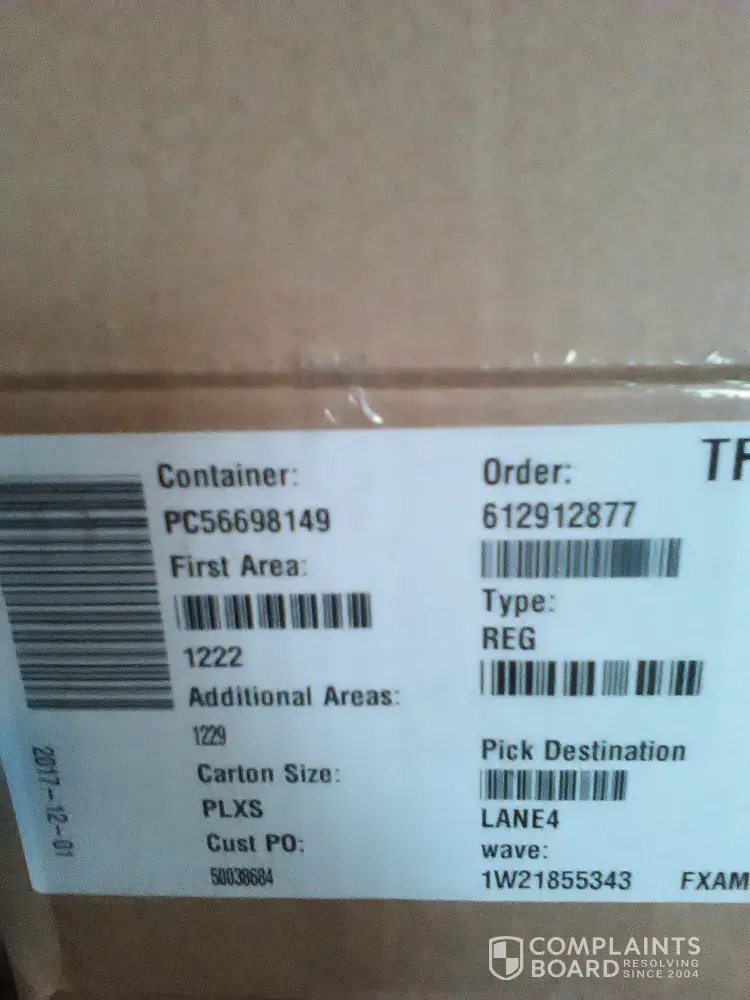 Container:
PC56698149
First Area:
1222
Additional Areas:
1229
Carton Size:
PLXS
Cust PO:
50038684
2017-12-01
Order:
612912877
Type:
REG
Pick Destination
LANE4
wave:
1W21855343
FXAM
COMPLAINTS
BOARD RESOLVING
SINCE 2004